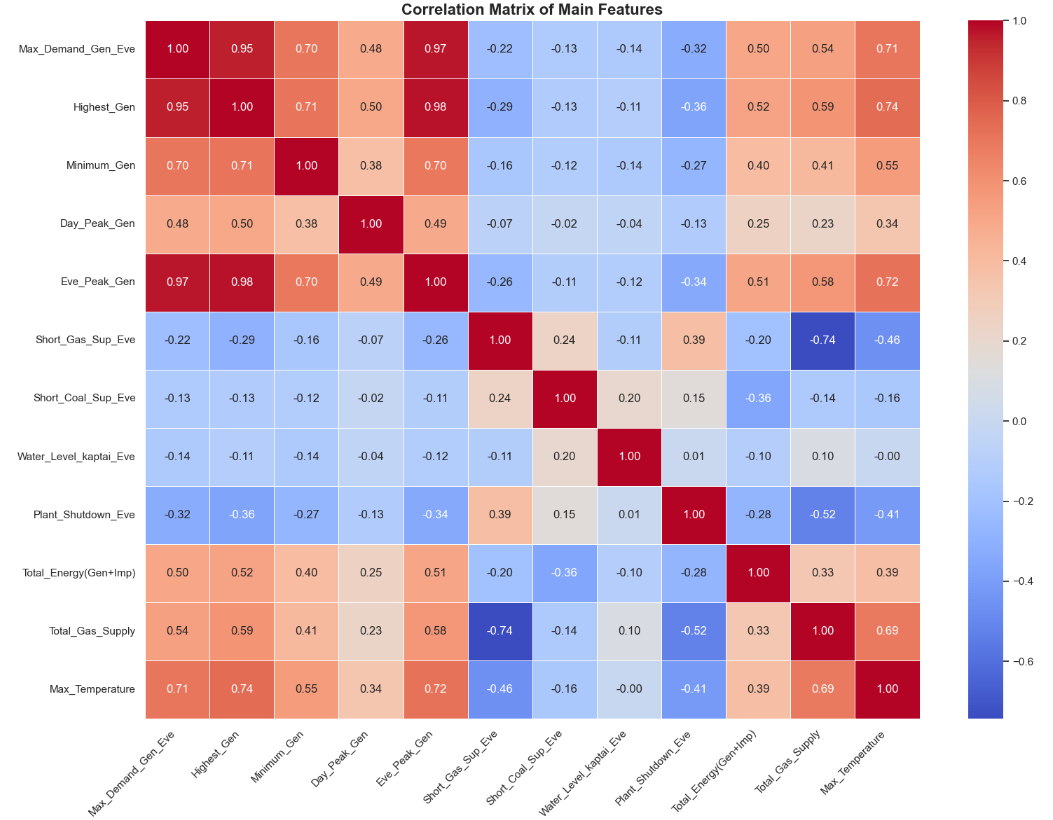 Correlation Matrix of Main Features
Max_Demand_Gen_Eve 1.00 0.95 0.70 0.48 0.97 -0.22 -0.13 -0.14 -0.32 0.50 0.54 0.71
Highest_Gen 0.95 1.00 0.71 0.50 0.98 -0.29 -0.13 -0.11 -0.36 0.52 0.59 0.74
Minimum_Gen 0.70 0.71 1.00 0.38 0.70 -0.16 -0.12 -0.14 -0.27 0.40 0.41 0.55
Day_Peak_Gen 0.48 0.50 0.38 1.00 0.49 -0.07 -0.02 -0.04 -0.13 0.25 0.23 0.34
Eve_Peak_Gen 0.97 0.98 0.70 0.49 1.00 -0.26 -0.11 -0.12 -0.34 0.51 0.58 0.72
Short_Gas_Sup_Eve -0.22 -0.29 -0.16 -0.07 -0.26 1.00 0.24 -0.11 0.39 -0.20 -0.74 -0.46
Short_Coal_Sup_Eve -0.13 -0.13 -0.12 -0.02 -0.11 0.24 1.00 0.20 0.15 -0.36 -0.14 -0.16
Water_Level_kaptai_Eve -0.14 -0.11 -0.14 -0.04 -0.12 -0.11 0.20 1.00 0.01 -0.10 0.10 -0.00
Plant_Shutdown_Eve -0.32 -0.36 -0.27 -0.13 -0.34 0.39 0.15 0.01 1.00 -0.28 -0.52 -0.41
Total_Energy(Gen+Imp) 0.50 0.52 0.40 0.25 0.51 -0.20 -0.36 -0.10 -0.28 1.00 0.33 0.39
Total_Gas_Supply 0.54 0.59 0.41 0.23 0.58 -0.74 -0.14 0.10 -0.52 0.33 1.00 0.69
Max_Temperature 0.71 0.74 0.55 0.34 0.72 -0.46 -0.16 -0.00 -0.41 0.39 0.69 1.00
Max_Demand_Gen_Eve
Highest_Gen
Minimum_Gen
Day_Peak_Gen
Eve_Peak_Gen
Short_Gas_Sup_Eve
Short_Coal_Sup_Eve
Water_Level_kaptai_Eve
Plant_Shutdown_Eve
Total_Energy(Gen+Imp)
Total_Gas_Supply
Max_Temperature
1.0
0.8
0.6
0.4
0.2
0.0
−0.2
−0.4
−0.6